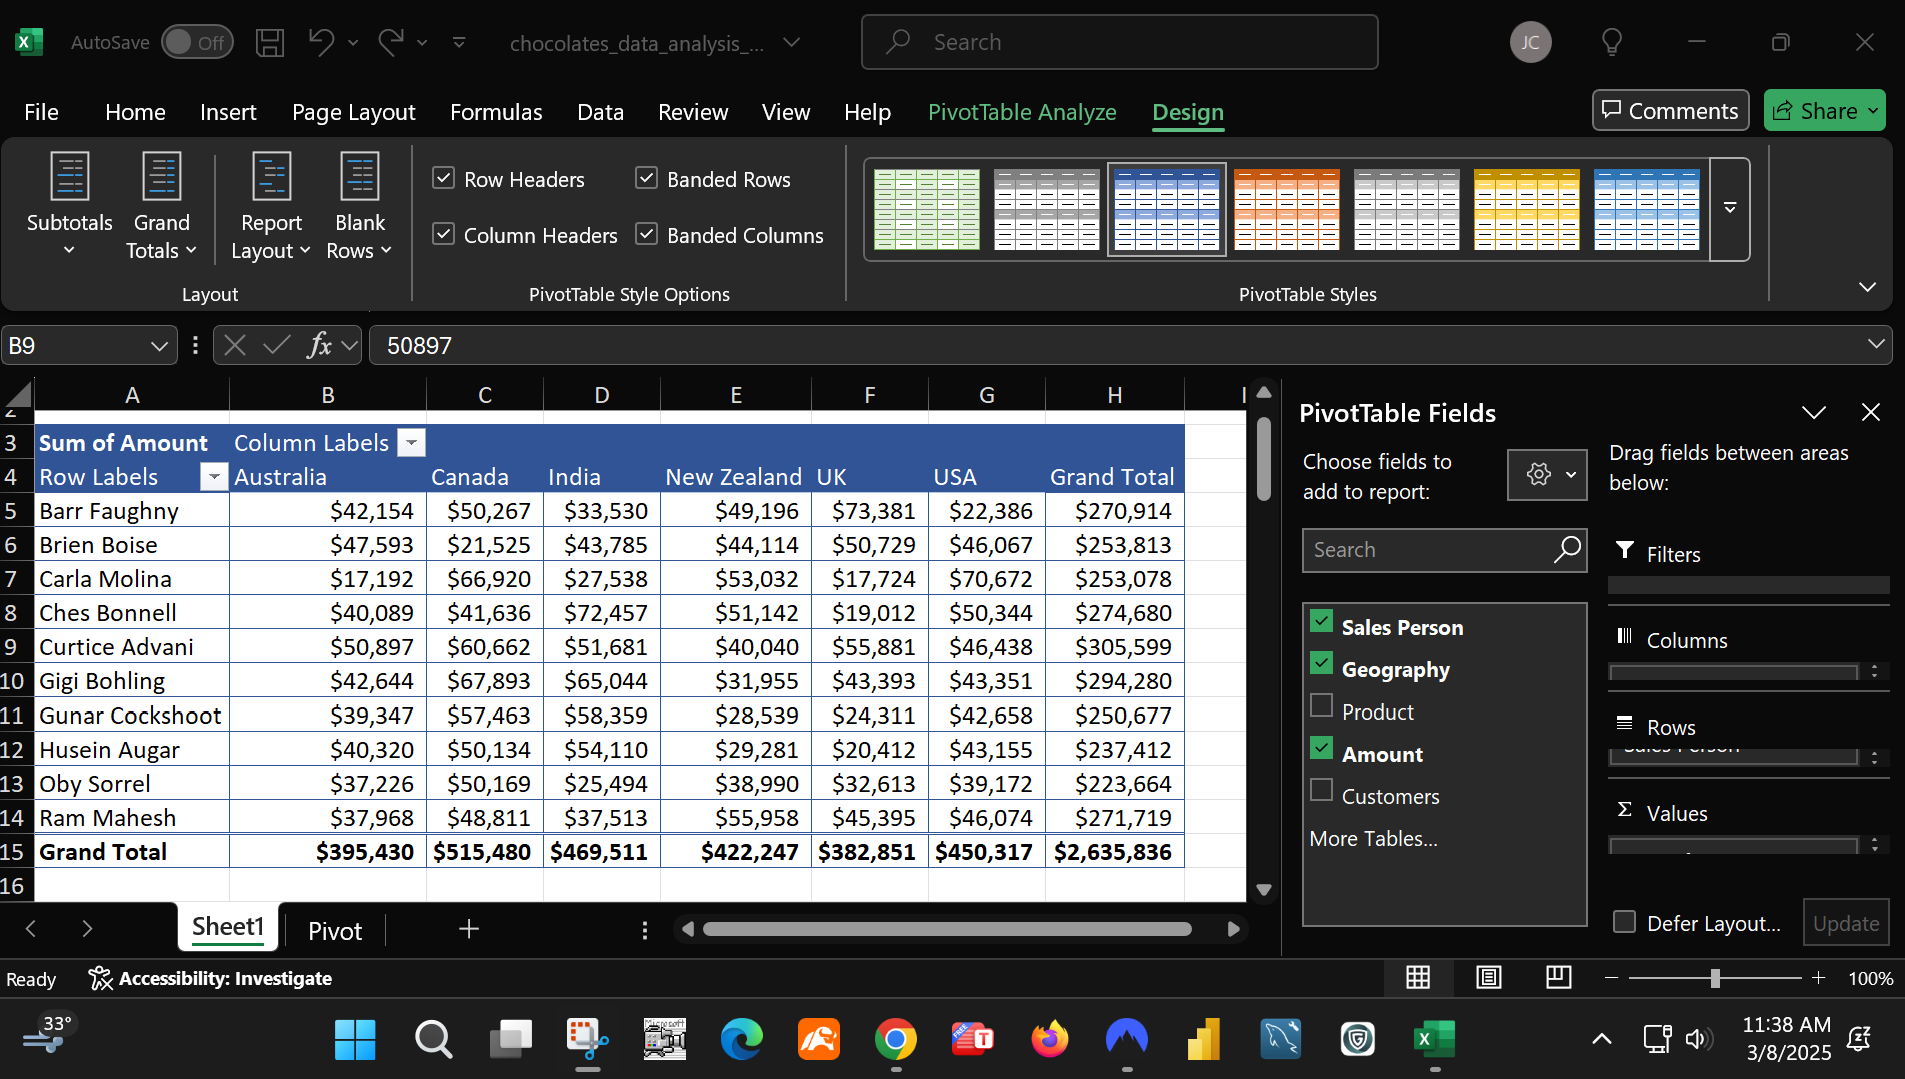 AutoSave Off chocolates_data_analysis_... Search JC
File Home Insert Page Layout Formulas Data Review View Help PivotTable Analyze Design Comments Share
Subtotals
Grand Totals
Report Layout
Blank Rows
Layout
Row Headers Banded Rows
Column Headers Banded Columns
PivotTable Style Options
PivotTable Styles
B9 fx 50897
A B C D E F G H I
2
3 Sum of Amount Column Labels
4 Row Labels Australia Canada India New Zealand UK USA Grand Total
5 Barr Faughny $42,154 $50,267 $33,530 $49,196 $73,381 $22,386 $270,914
6 Brien Boise $47,593 $21,525 $43,785 $44,114 $50,729 $46,067 $253,813
7 Carla Molina $17,192 $66,920 $27,538 $53,032 $17,724 $70,672 $253,078
8 Ches Bonnell $40,089 $41,636 $72,457 $51,142 $19,012 $50,344 $274,680
9 Curtice Advani $50,897 $60,662 $51,681 $40,040 $55,881 $46,438 $305,599
10 Gigi Bohling $42,644 $67,893 $65,044 $31,955 $43,393 $43,351 $294,280
11 Gunar Cockshoot $39,347 $57,463 $58,359 $28,539 $24,311 $42,658 $250,677
12 Husein Augar $40,320 $50,134 $54,110 $29,281 $20,412 $43,155 $237,412
13 Oby Sorrel $37,226 $50,169 $25,494 $38,990 $32,613 $39,172 $223,664
14 Ram Mahesh $37,968 $48,811 $37,513 $55,958 $45,395 $46,074 $271,719
15 Grand Total $395,430 $515,480 $469,511 $422,247 $382,851 $450,317 $2,635,836
16
Sheet1 Pivot
PivotTable Fields
Choose fields to
add to report:
Search
Sales Person
Geography
Product
Amount
Customers
More Tables...
Drag fields between areas
below:
Filters
Columns
Rows
Sales Person
Σ Values
Defer Layout... Update
Ready Accessibility: Investigate 100%
33°
Microsoft
FREE T
11:38 AM
3/8/2025